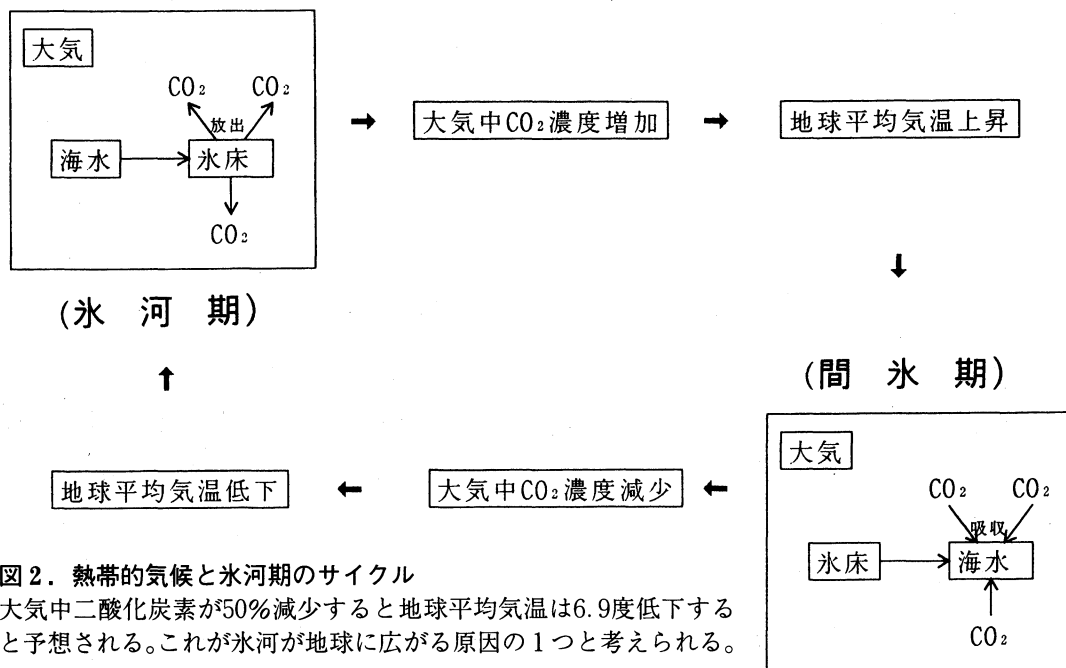 大気
CO₂ CO₂
放出
海水 氷床
CO₂
(氷 河 期)
大気中CO₂濃度増加
地球平均気温上昇
(間 氷 期)
大気
CO₂ CO₂
吸収
氷床 海水
CO₂
大気中CO₂濃度減少
地球平均気温低下
図2.熱帯的気候と氷河期のサイクル
大気中二酸化炭素が50%減少すると地球平均気温は6.9度低下する
と予想される。これが氷河が地球に広がる原因の1つと考えられる。